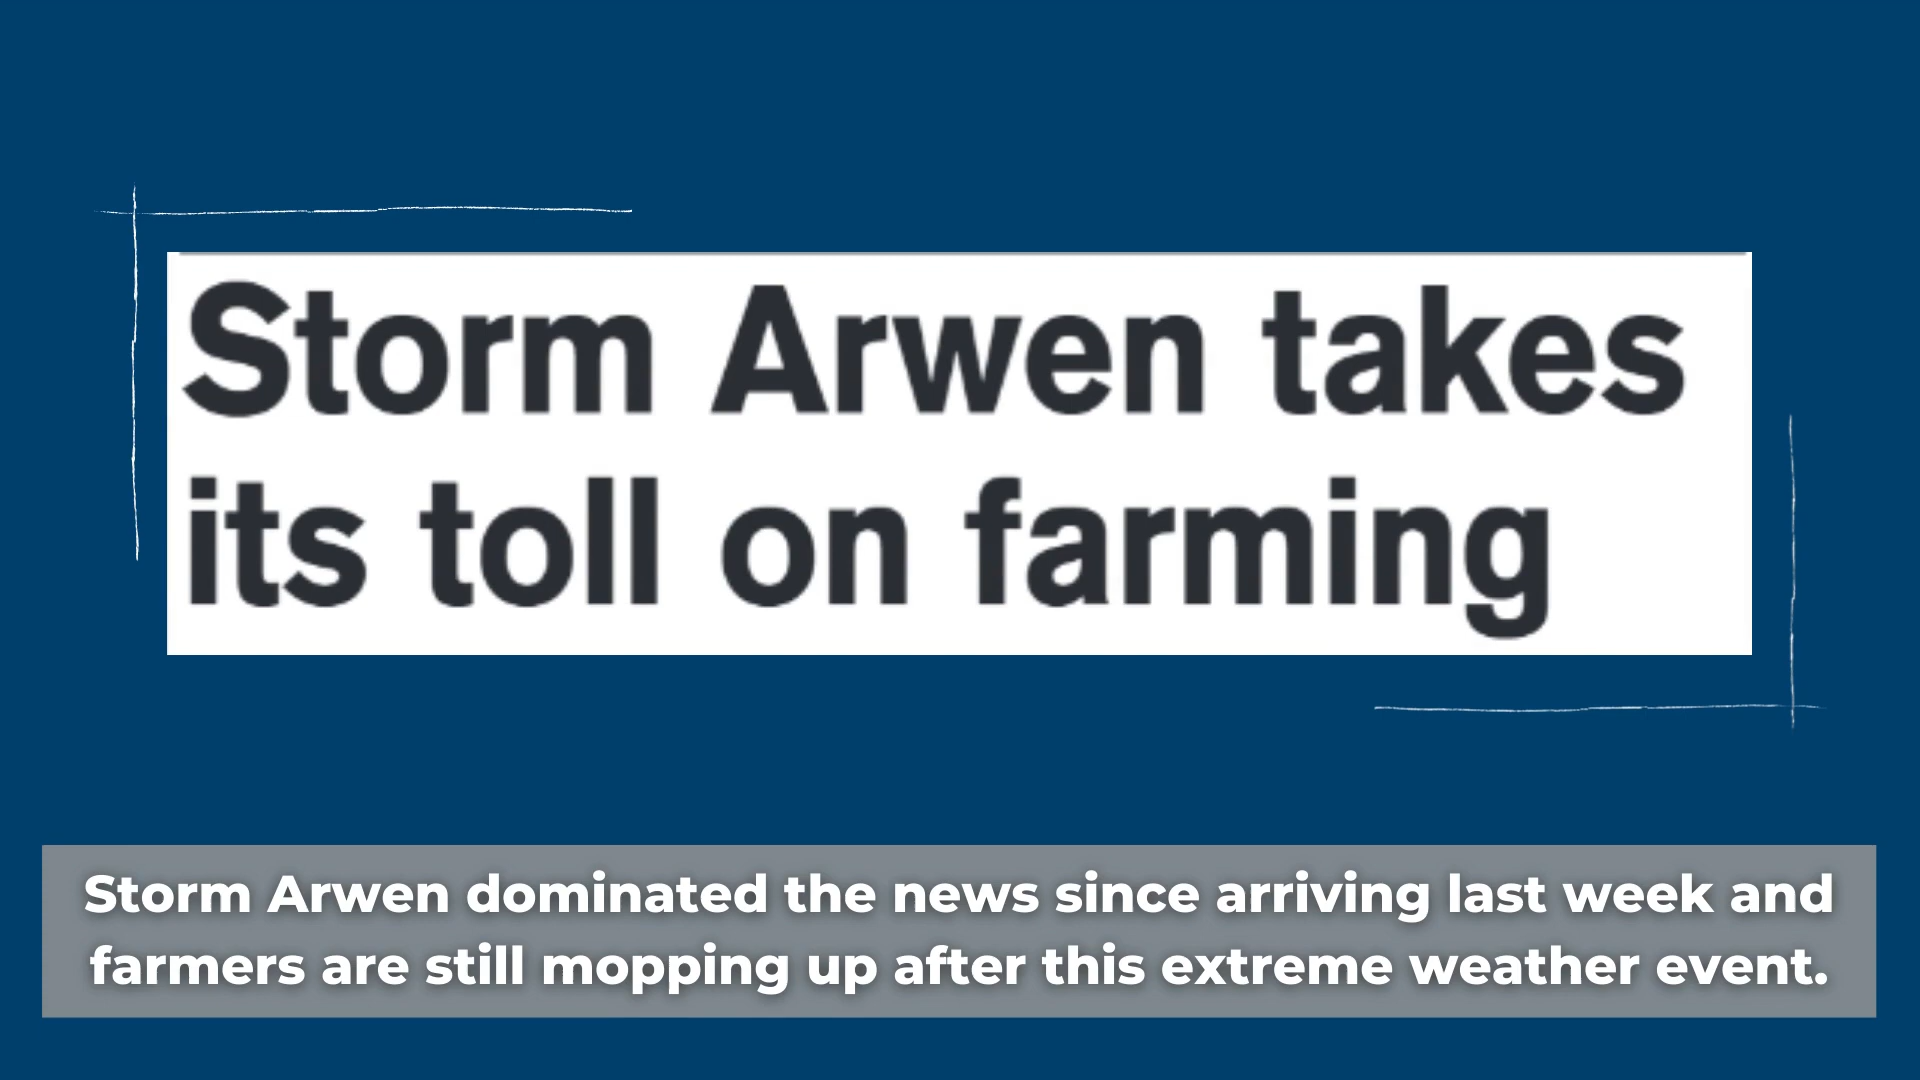 Storm Arwen takes
its toll on farming
Storm Arwen dominated the news since arriving last week and
farmers are still mopping up after this extreme weather event.